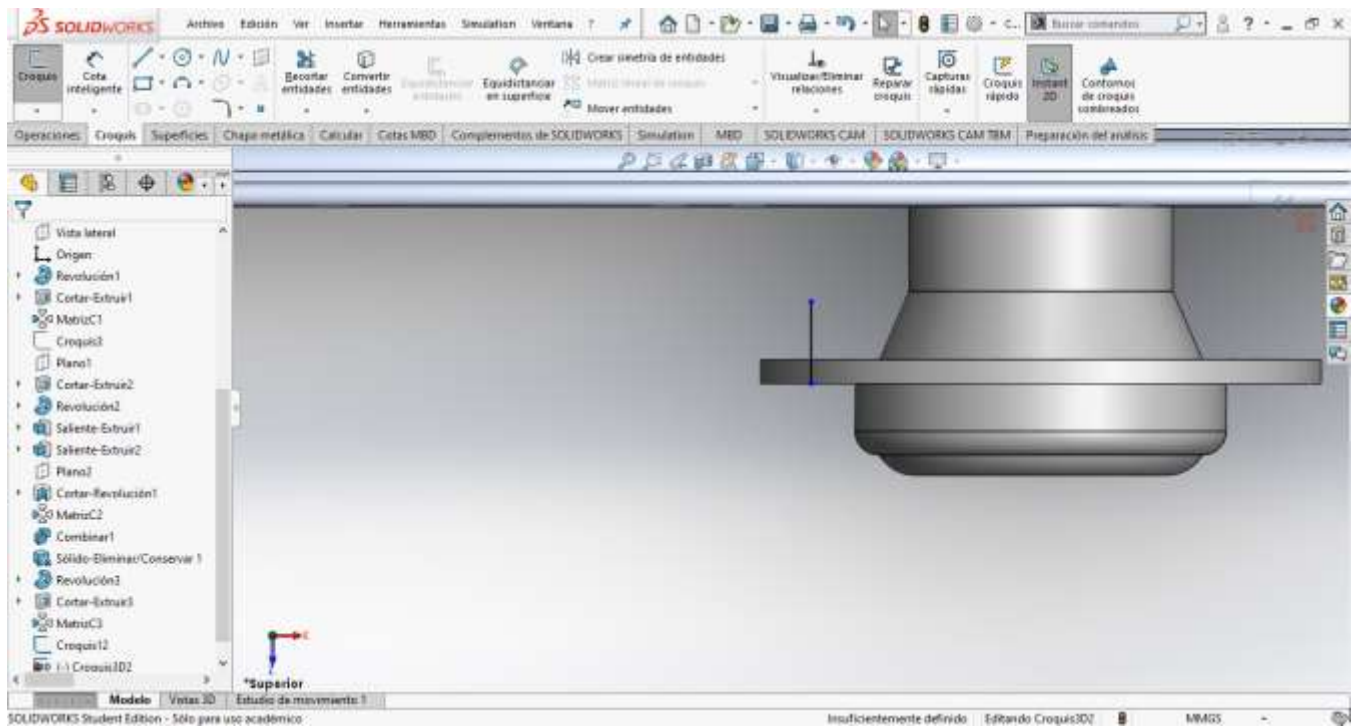 SOLIDWORKS
Archivo Edición Ver Insertar Herramientas Simulation Ventana ?
Buscar comandos
Croquis
Cota inteligente
Recortar entidades
Convertir entidades
Equidistanciar en superficie
Crear simetría de entidades
Mover entidades
Visualizar/Eliminar relaciones
Reparar croquis
Capturas rápidas
Croquis rápido
Instant 2D
Contornos de croquis sombreados
Operaciones Croquis Superficies Chapa metálica Calcular Cotas MBD Complementos de SOLIDWORKS Simulation MBD SOLIDWORKS CAM SOLIDWORKS CAM TBM Preparación del análisis
Vista lateral
Origen
Revolución1
Cortar-Extruir1
MatrizC1
Croquis3
Plano1
Cortar-Extruir2
Revolución2
Saliente-Extruir1
Saliente-Extruir2
Plano2
Cortar-Revolución1
MatrizC2
Combinar1
Sólido-Eliminar/Conservar 1
Revolución3
Cortar-Extruir3
MatrizC3
Croquis12
(-) Croquis3D2
*Superior
Modelo Vistas 3D Estudio de movimiento 1
SOLIDWORKS Student Edition - Sólo para uso académico
Insuficientemente definido Editando Croquis3D2 MMGS